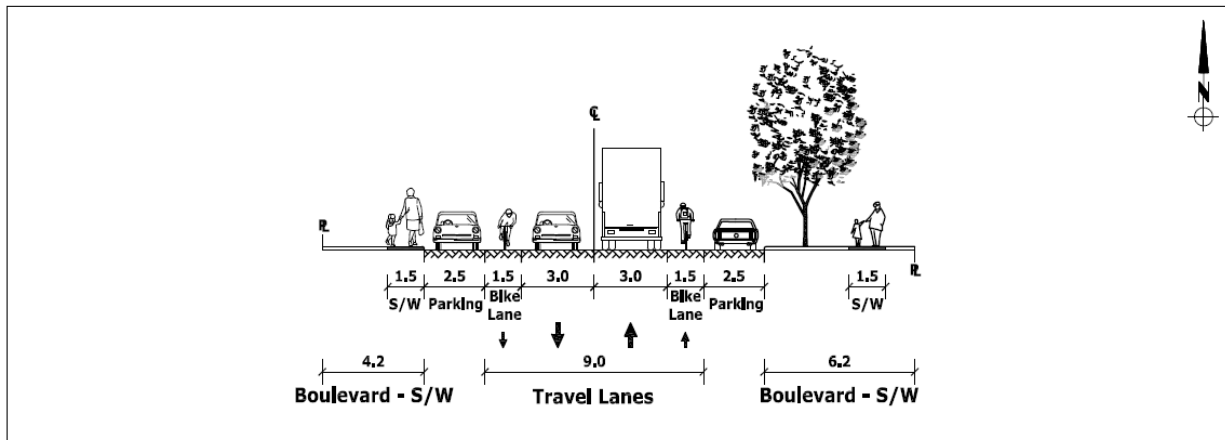 N
℄
⅊
⅊
1.5 2.5 1.5 3.0 3.0 1.5 2.5 1.5
S/W Parking Bike Lane Bike Lane Parking S/W
4.2 9.0 6.2
Boulevard - S/W Travel Lanes Boulevard - S/W